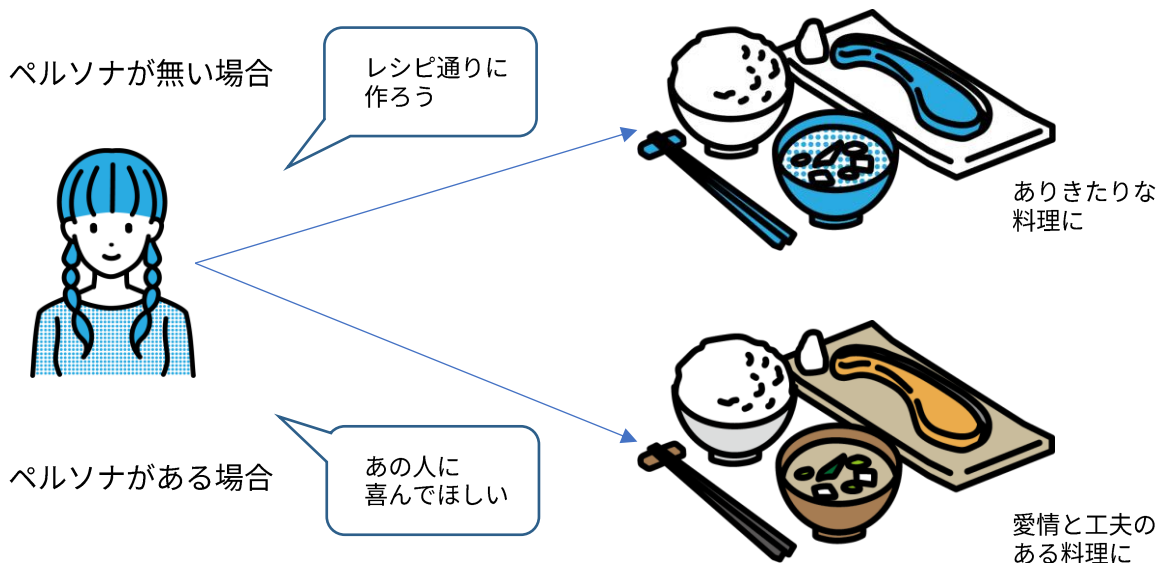 ペルソナが無い場合
レシピ通りに
作ろう
ありきたりな
料理に
ペルソナがある場合
あの人に
喜んでほしい
愛情と工夫の
ある料理に